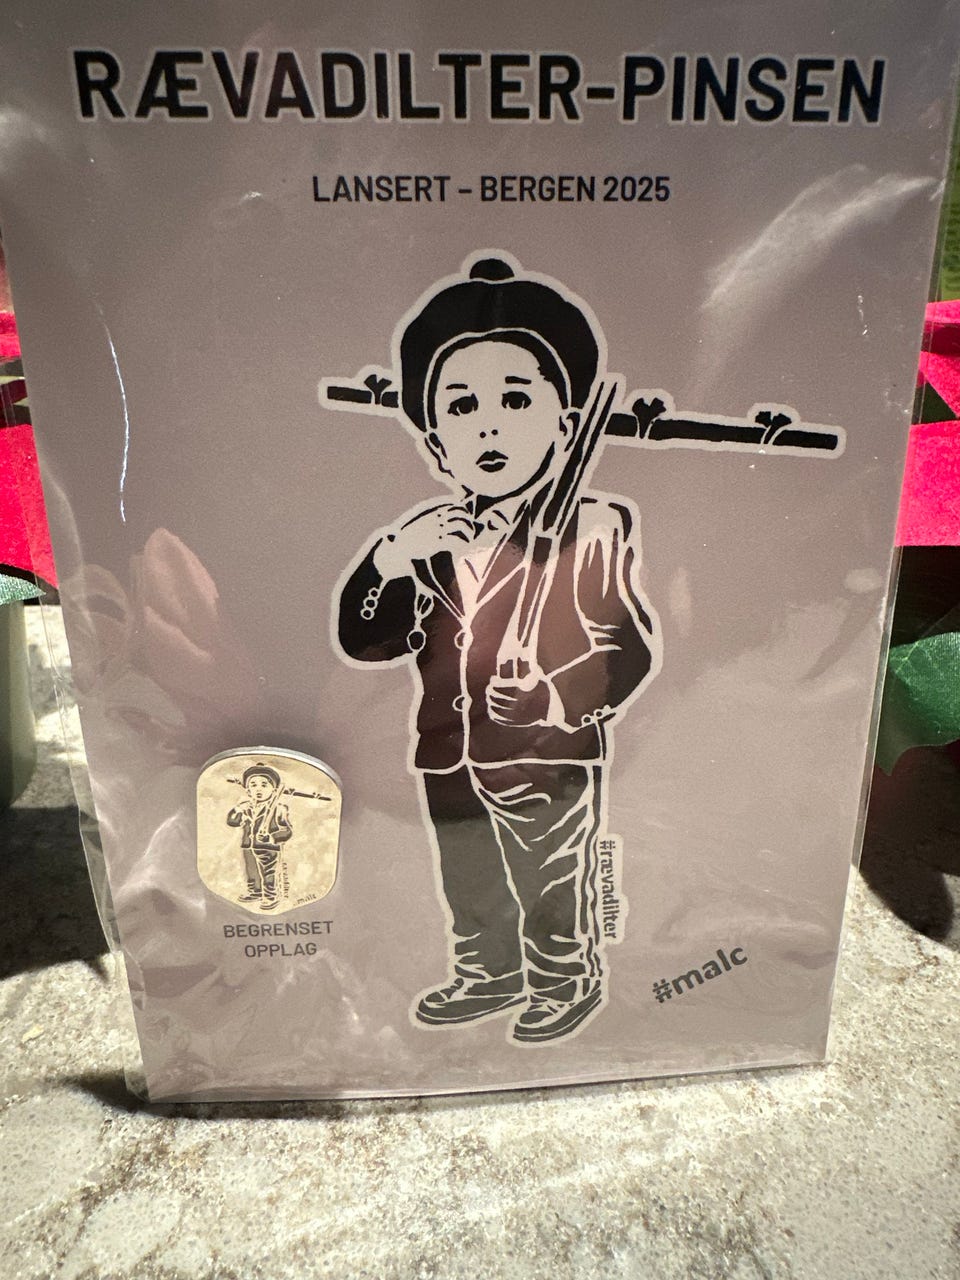 RÆVADILTER-PINSEN
LANSERT – BERGEN 2025
#rævadilter
BEGRENSET
OPPLAG
#malc